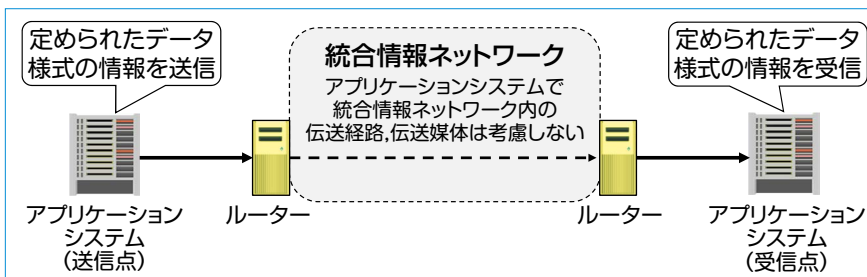 定められたデータ
様式の情報を送信
統合情報ネットワーク
アプリケーションシステムで
統合情報ネットワーク内の
伝送経路,伝送媒体は考慮しない
定められたデータ
様式の情報を受信
アプリケーション
システム
(送信点)
ルーター
ルーター
アプリケーション
システム
(受信点)